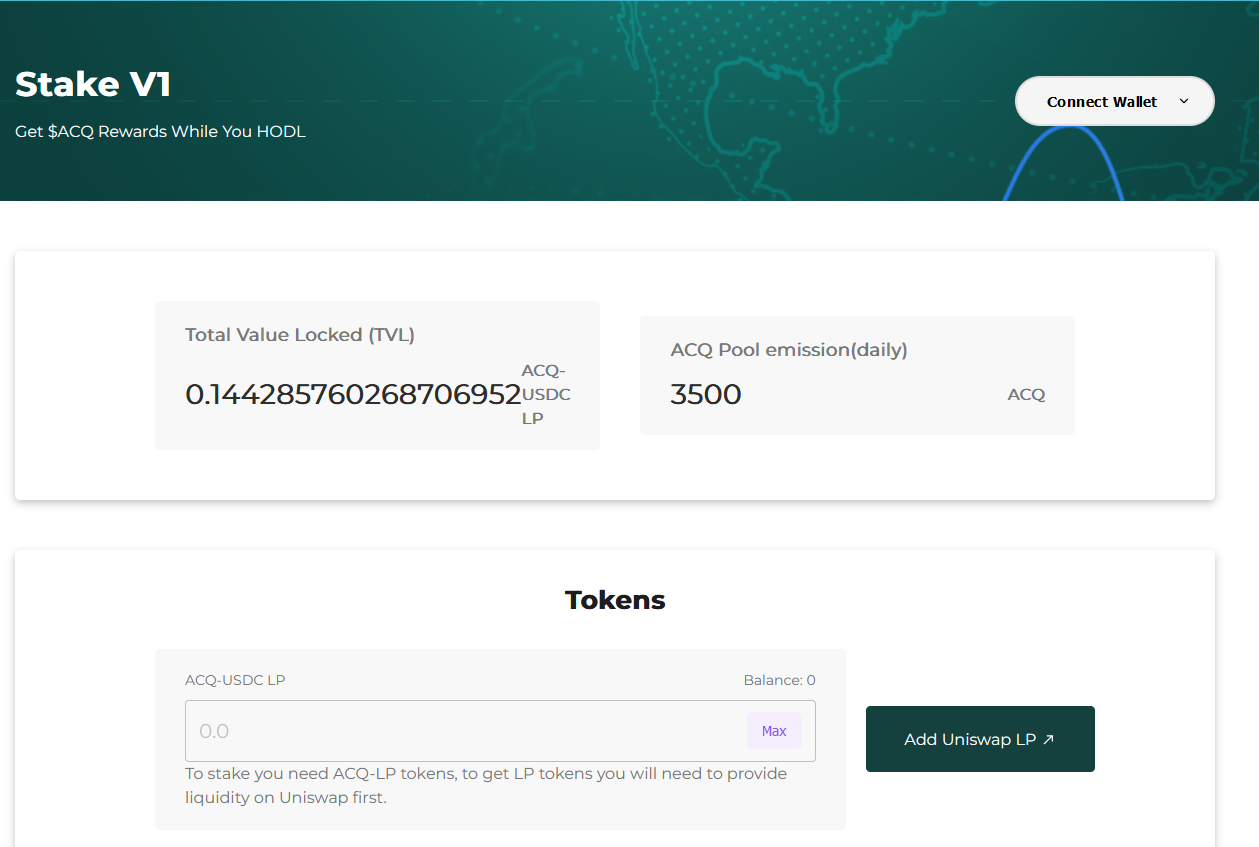 Stake V1
Get $ACQ Rewards While You HODL
Connect Wallet
Total Value Locked (TVL)
0.144285760268706952
ACQ-
USDC
LP
ACQ Pool emission(daily)
3500
ACQ
Tokens
ACQ-USDC LP
Balance: 0
0.0
Max
To stake you need ACQ-LP tokens, to get LP tokens you will need to provide
liquidity on Uniswap first.
Add Uniswap LP ↗